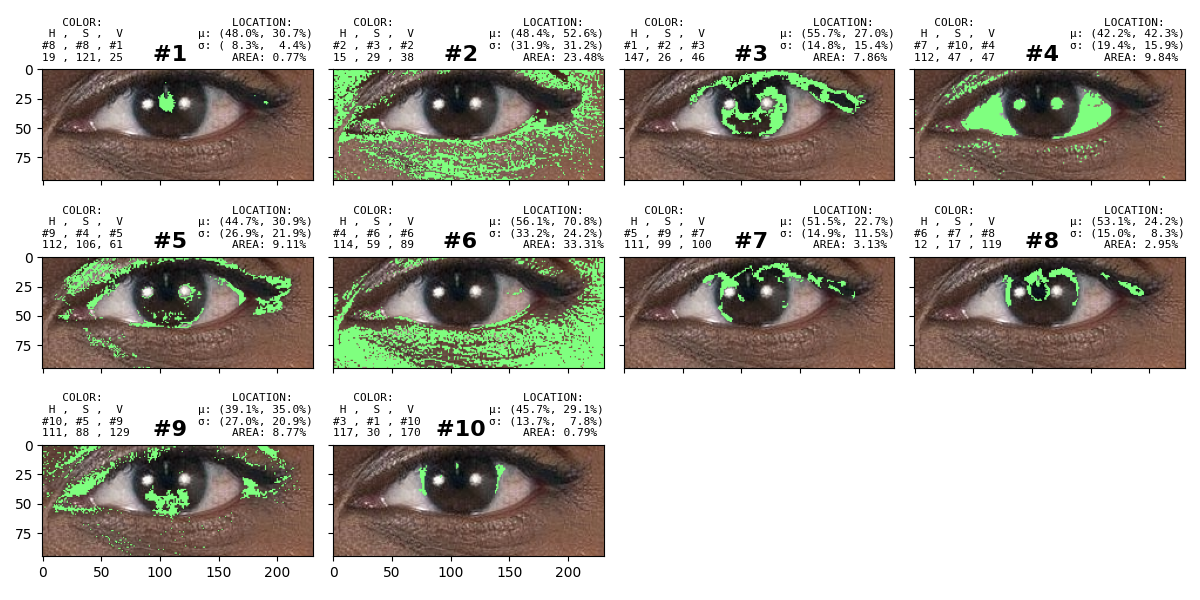 COLOR: LOCATION:
H , S , V μ: (48.0%, 30.7%)
#8 , #8 , #1 σ: ( 8.3%, 4.4%)
19 , 121, 25 #1 AREA: 0.77%
COLOR: LOCATION:
H , S , V μ: (48.4%, 52.6%)
#2 , #3 , #2 σ: (31.9%, 31.2%)
15 , 29 , 38 #2 AREA: 23.48%
COLOR: LOCATION:
H , S , V μ: (55.7%, 27.0%)
#1 , #2 , #3 σ: (14.8%, 15.4%)
147, 26 , 46 #3 AREA: 7.86%
COLOR: LOCATION:
H , S , V μ: (42.2%, 42.3%)
#7 , #10, #4 σ: (19.4%, 15.9%)
112, 47 , 47 #4 AREA: 9.84%
0
25
50
75
COLOR: LOCATION:
H , S , V μ: (44.7%, 30.9%)
#9 , #4 , #5 σ: (26.9%, 21.9%)
112, 106, 61 #5 AREA: 9.11%
COLOR: LOCATION:
H , S , V μ: (56.1%, 70.8%)
#4 , #6 , #6 σ: (33.2%, 24.2%)
114, 59 , 89 #6 AREA: 33.31%
COLOR: LOCATION:
H , S , V μ: (51.5%, 22.7%)
#5 , #9 , #7 σ: (14.9%, 11.5%)
111, 99 , 100 #7 AREA: 3.13%
COLOR: LOCATION:
H , S , V μ: (53.1%, 24.2%)
#6 , #7 , #8 σ: (15.0%, 8.3%)
12 , 17 , 119 #8 AREA: 2.95%
0
25
50
75
COLOR: LOCATION:
H , S , V μ: (39.1%, 35.0%)
#10, #5 , #9 σ: (27.0%, 20.9%)
111, 88 , 129 #9 AREA: 8.77%
COLOR: LOCATION:
H , S , V μ: (45.7%, 29.1%)
#3 , #1 , #10 σ: (13.7%, 7.8%)
117, 30 , 170 #10 AREA: 0.79%
0
25
50
75
0 50 100 150 200
0 50 100 150 200